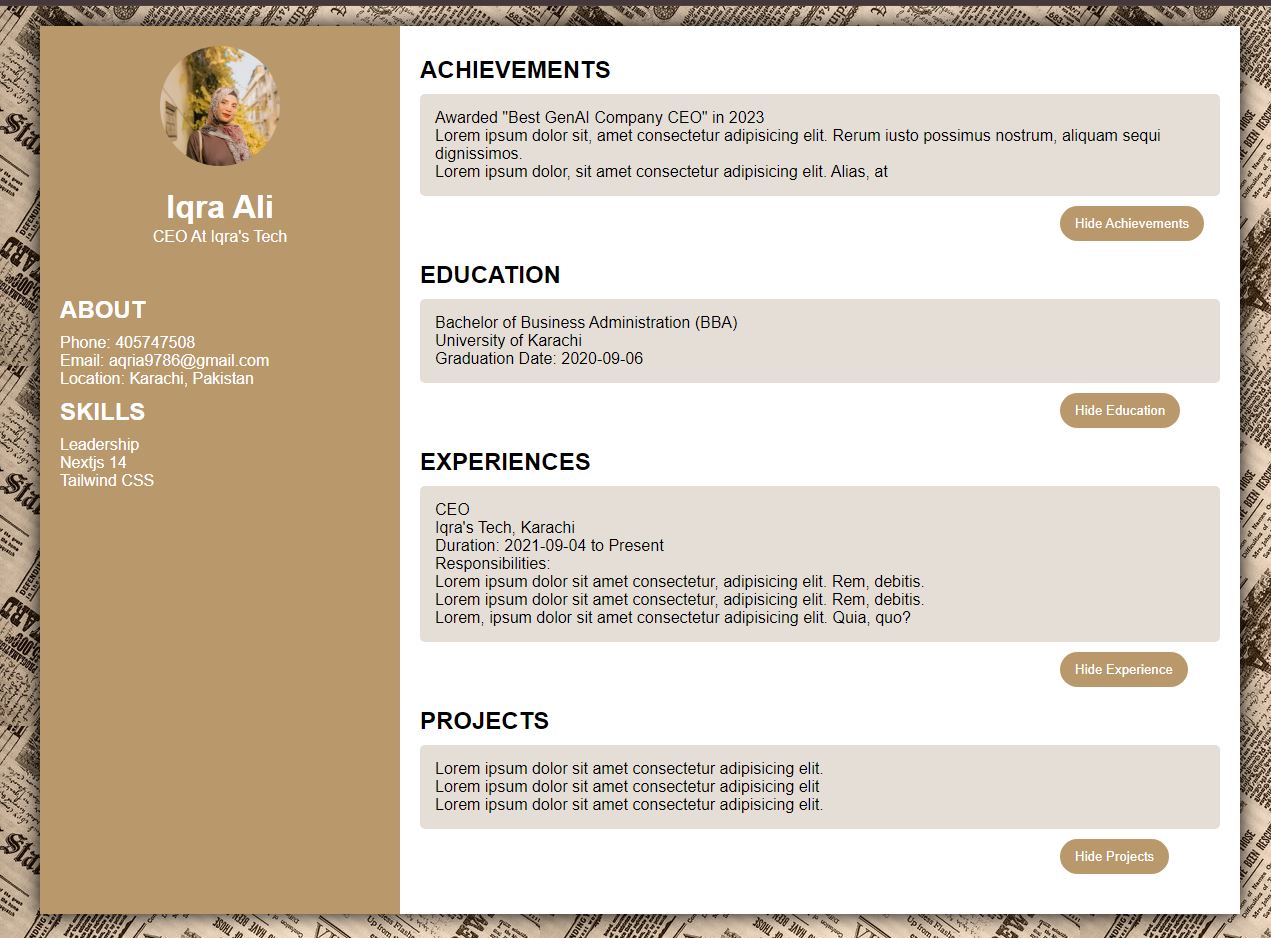 Iqra Ali
CEO At Iqra's Tech
ABOUT
Phone: 405747508
Email: aqria9786@gmail.com
Location: Karachi, Pakistan
SKILLS
Leadership
Nextjs 14
Tailwind CSS
ACHIEVEMENTS
Awarded "Best GenAI Company CEO" in 2023
Lorem ipsum dolor sit, amet consectetur adipisicing elit. Rerum iusto possimus nostrum, aliquam sequi
dignissimos.
Lorem ipsum dolor, sit amet consectetur adipisicing elit. Alias, at
Hide Achievements
EDUCATION
Bachelor of Business Administration (BBA)
University of Karachi
Graduation Date: 2020-09-06
Hide Education
EXPERIENCES
CEO
Iqra's Tech, Karachi
Duration: 2021-09-04 to Present
Responsibilities:
Lorem ipsum dolor sit amet consectetur, adipisicing elit. Rem, debitis.
Lorem ipsum dolor sit amet consectetur, adipisicing elit. Rem, debitis.
Lorem, ipsum dolor sit amet consectetur adipisicing elit. Quia, quo?
Hide Experience
PROJECTS
Lorem ipsum dolor sit amet consectetur adipisicing elit.
Lorem ipsum dolor sit amet consectetur adipisicing elit
Lorem ipsum dolor sit amet consectetur adipisicing elit.
Hide Projects